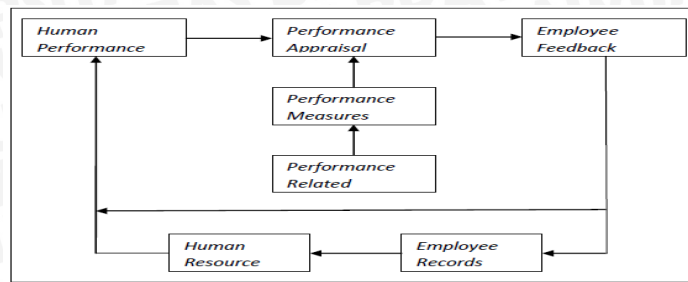 Human
Performance
Performance
Appraisal
Employee
Feedback
Performance
Measures
Performance
Related
Human
Resource
Employee
Records